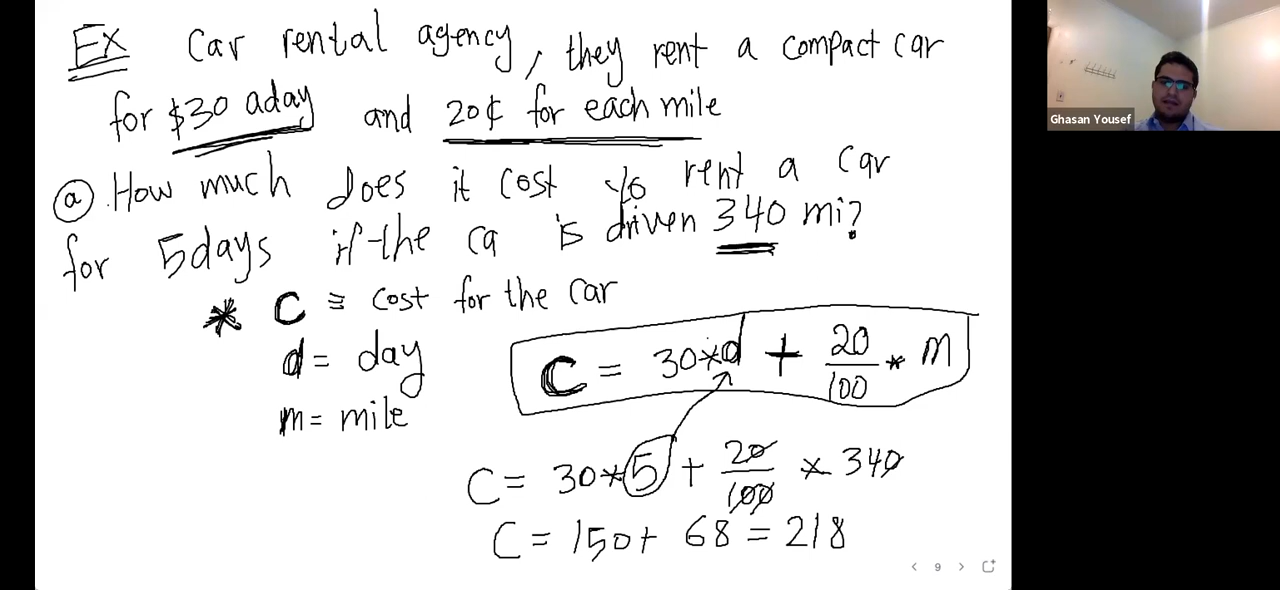 Ex Car rental agency, they rent a compact car
for $30 aday and 20¢ for each mile
ⓐ How much does it cost to rent a car
for 5days if the ca is driven 340 mi?
* C ≡ cost for the car
d = day
m = mile
C = 30*d + 20/100 * m
C = 30*5 + 20/100 * 340
C = 150+ 68 = 218
Ghasan Yousef
< 9 >